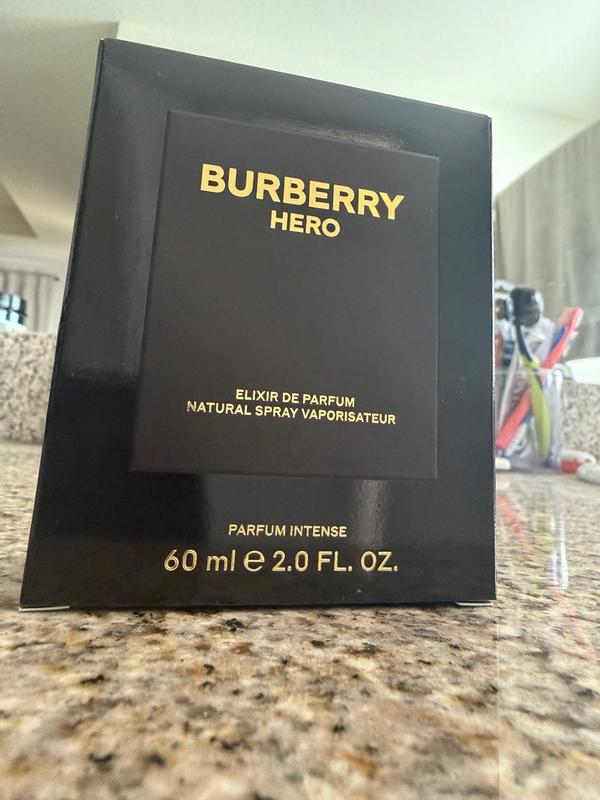 BURBERRY
HERO
ELIXIR DE PARFUM
NATURAL SPRAY VAPORISATEUR
PARFUM INTENSE
60 ml ℮ 2.0 FL. OZ.